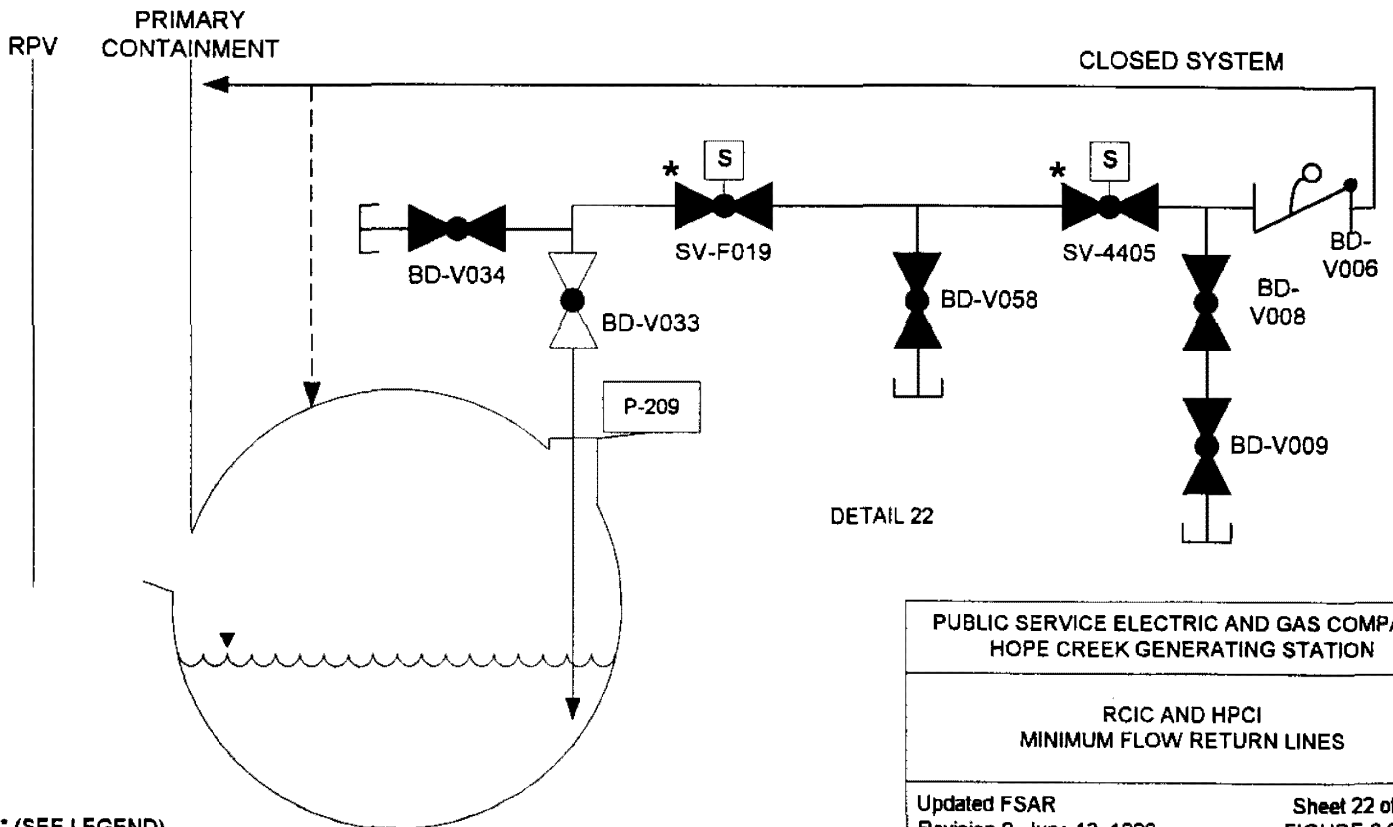 RPV
PRIMARY
CONTAINMENT
CLOSED SYSTEM
* S
* S
SV-F019
SV-4405
BD-V034
BD-V033
BD-V058
BD-
V008
BD-
V006
P-209
BD-V009
DETAIL 22
PUBLIC SERVICE ELECTRIC AND GAS
HOPE CREEK GENERATING STATION
RCIC AND HPCI
MINIMUM FLOW RETURN LINES
Updated FSAR
Sheet 22 of
* (SEE LEGEND)